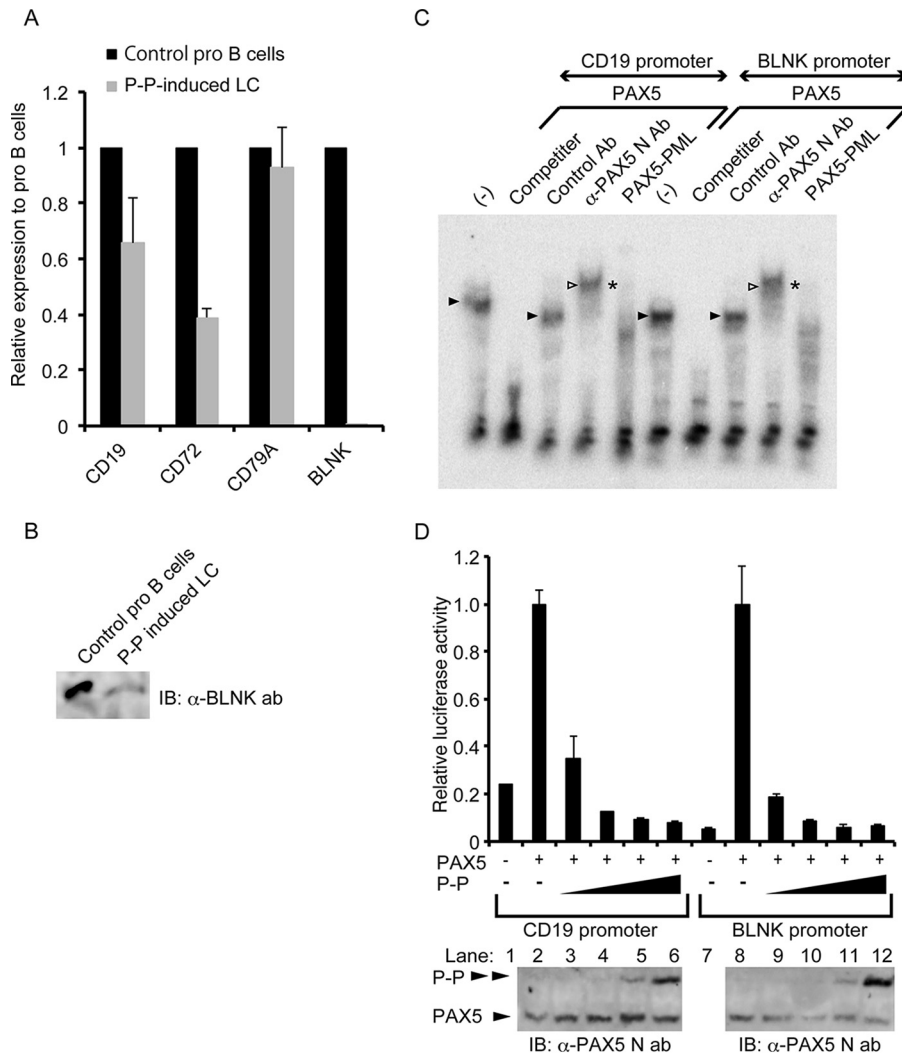 A
Control pro B cells
P-P-induced LC
Relative expression to pro B cells
1.2
1
0.8
0.6
0.4
0.2
0
CD19
CD72
CD79A
BLNK
B
Control pro B cells
P-P induced LC
IB: α-BLNK ab
C
CD19 promoter
BLNK promoter
PAX5
PAX5
(-)
Competiter
Control Ab
α-PAX5 N Ab
PAX5-PML
(-)
Competiter
Control Ab
α-PAX5 N Ab
PAX5-PML
*
*
D
Relative luciferase activity
1.2
1.0
0.8
0.6
0.4
0.2
0
PAX5 - + + + + + - + + + + +
P-P - - - -
CD19 promoter
BLNK promoter
Lane: 1 2 3 4 5 6 7 8 9 10 11 12
P-P
PAX5
IB: α-PAX5 N ab
IB: α-PAX5 N ab